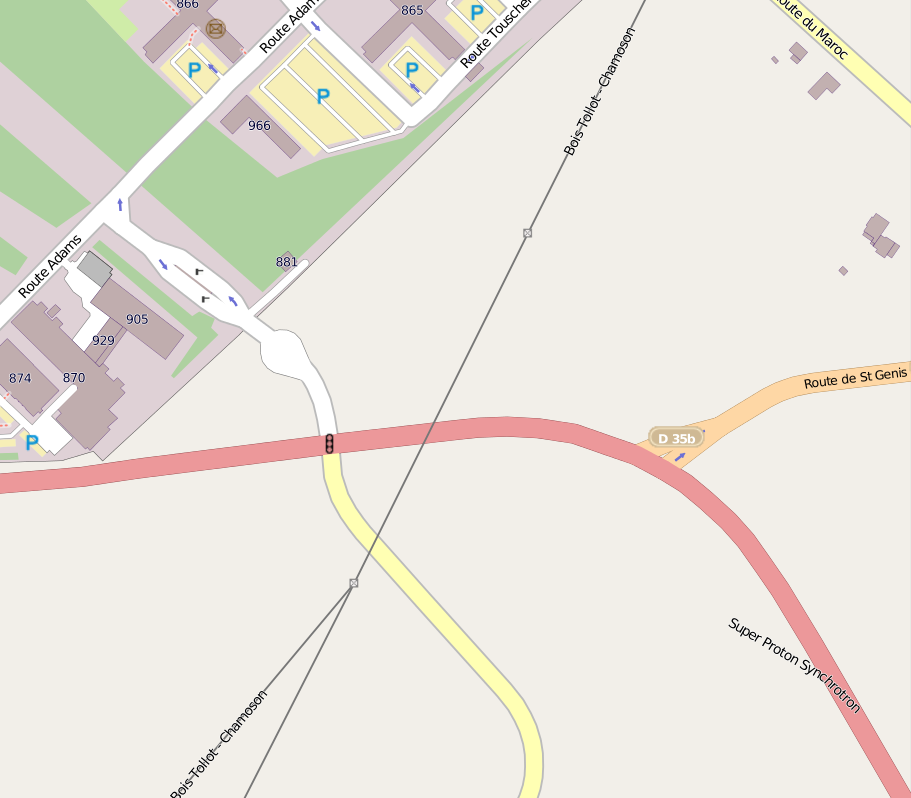 866
865
Route Adams
Route Touschek
Route du Maroc
P
P
P
P
966
Bois-Tollot – Chamoson
Route Adams
881
905
929
874
870
P
Route de St Genis
D 35b
Super Proton Synchrotron
Bois-Tollot – Chamoson